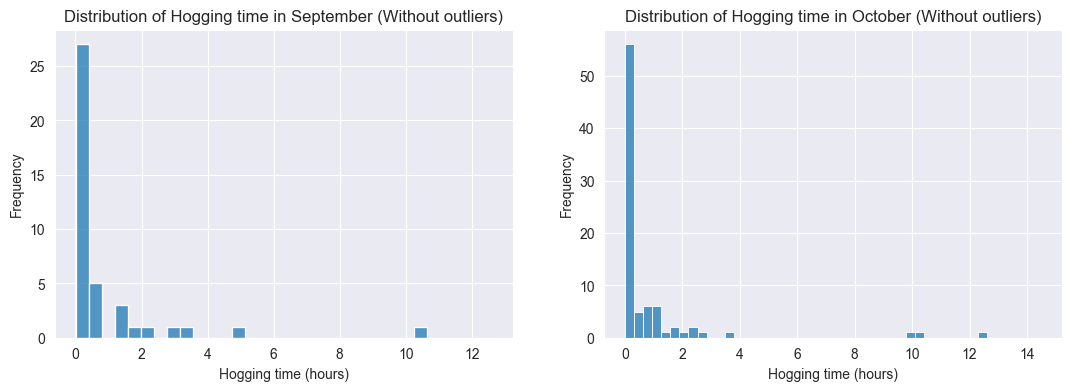 Distribution of Hogging time in September (Without outliers)
25
20
15
10
5
0
Frequency
0 2 4 6 8 10 12
Hogging time (hours)
Distribution of Hogging time in October (Without outliers)
50
40
30
20
10
0
Frequency
0 2 4 6 8 10 12 14
Hogging time (hours)